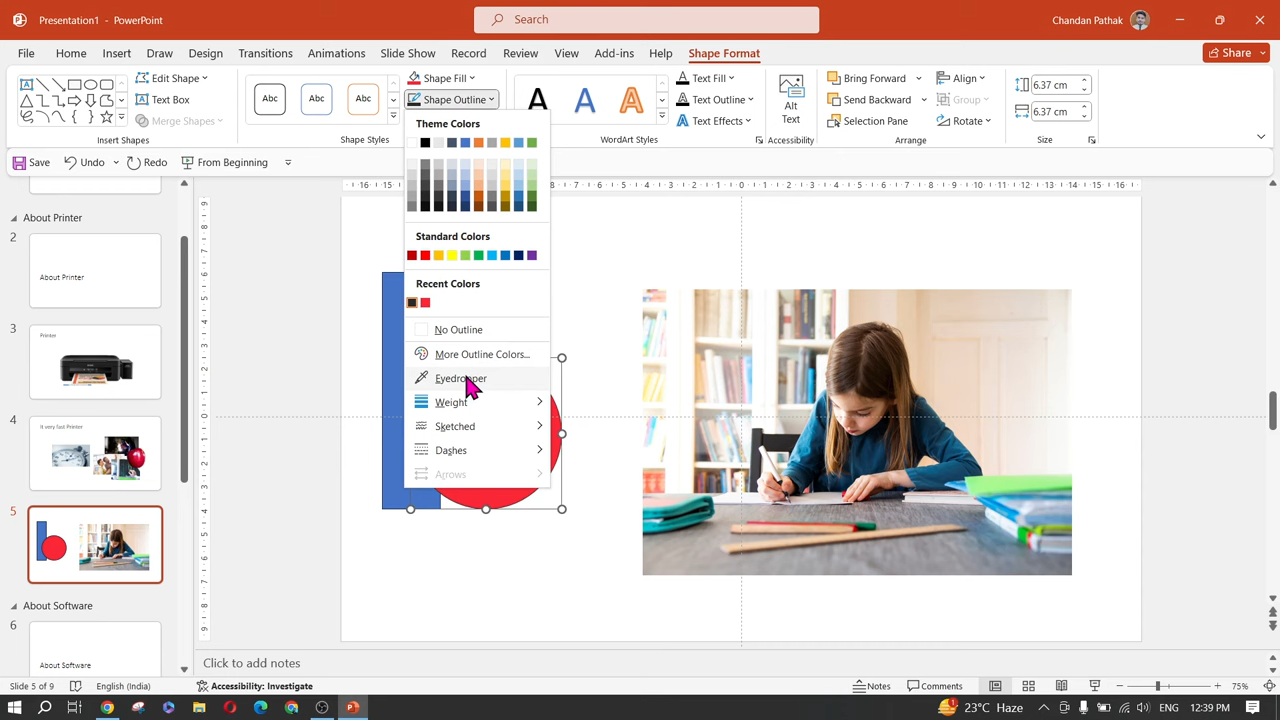 Presentation1 - PowerPoint
Search
Chandan Pathak
File Home Insert Draw Design Transitions Animations Slide Show Record Review View Add-ins Help Shape Format
Share
Edit Shape
Text Box
Merge Shapes
Insert Shapes
Abc Abc Abc
Shape Styles
Shape Fill
Shape Outline
A A A
Text Fill
Text Outline
Text Effects
WordArt Styles
Alt
Text
Accessibility
Bring Forward
Send Backward
Selection Pane
Align
Group
Rotate
Arrange
6.37 cm
6.37 cm
Size
Save Undo Redo From Beginning
Theme Colors
Standard Colors
Recent Colors
No Outline
More Outline Colors...
Eyedropper
Weight
Sketched
Dashes
Arrows
About Printer
2
About Printer
3
Printer
4
It very fast Printer
5
About Software
6
About Software
Click to add notes
Slide 5 of 9 English (India) Accessibility: Investigate Notes Comments 75%
23°C Haze ENG 12:39 PM